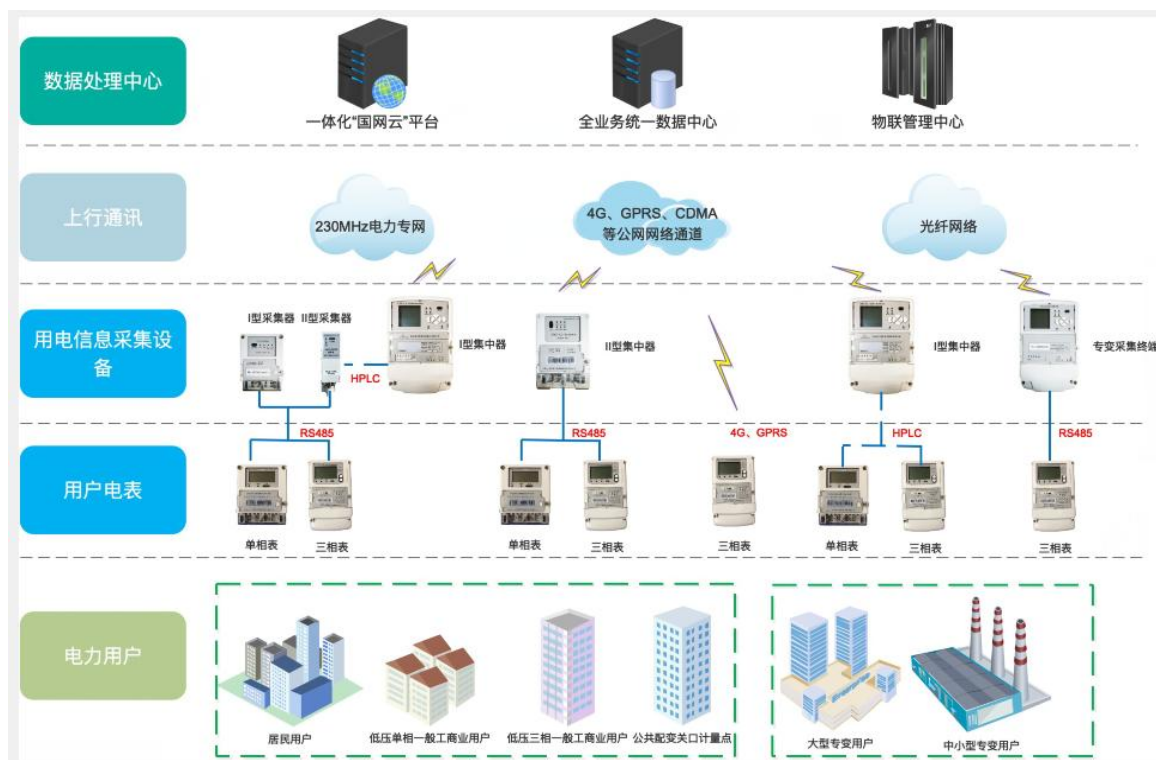 数据处理中心
一体化“国网云”平台
全业务统一数据中心
物联管理中心
上行通讯
230MHz电力专网
4G、GPRS、CDMA
等公网网络通道
光纤网络
用电信息采集设
备
I型采集器
II型采集器
I型集中器
HPLC
II型集中器
I型集中器
专变采集终端
RS485
RS485
4G、GPRS
HPLC
RS485
用户电表
单相表
三相表
单相表
三相表
三相表
单相表
三相表
三相表
电力用户
居民用户
低压单相一般工商业用户
低压三相一般工商业用户
公共配变关口计量点
大型专变用户
中小型专变用户